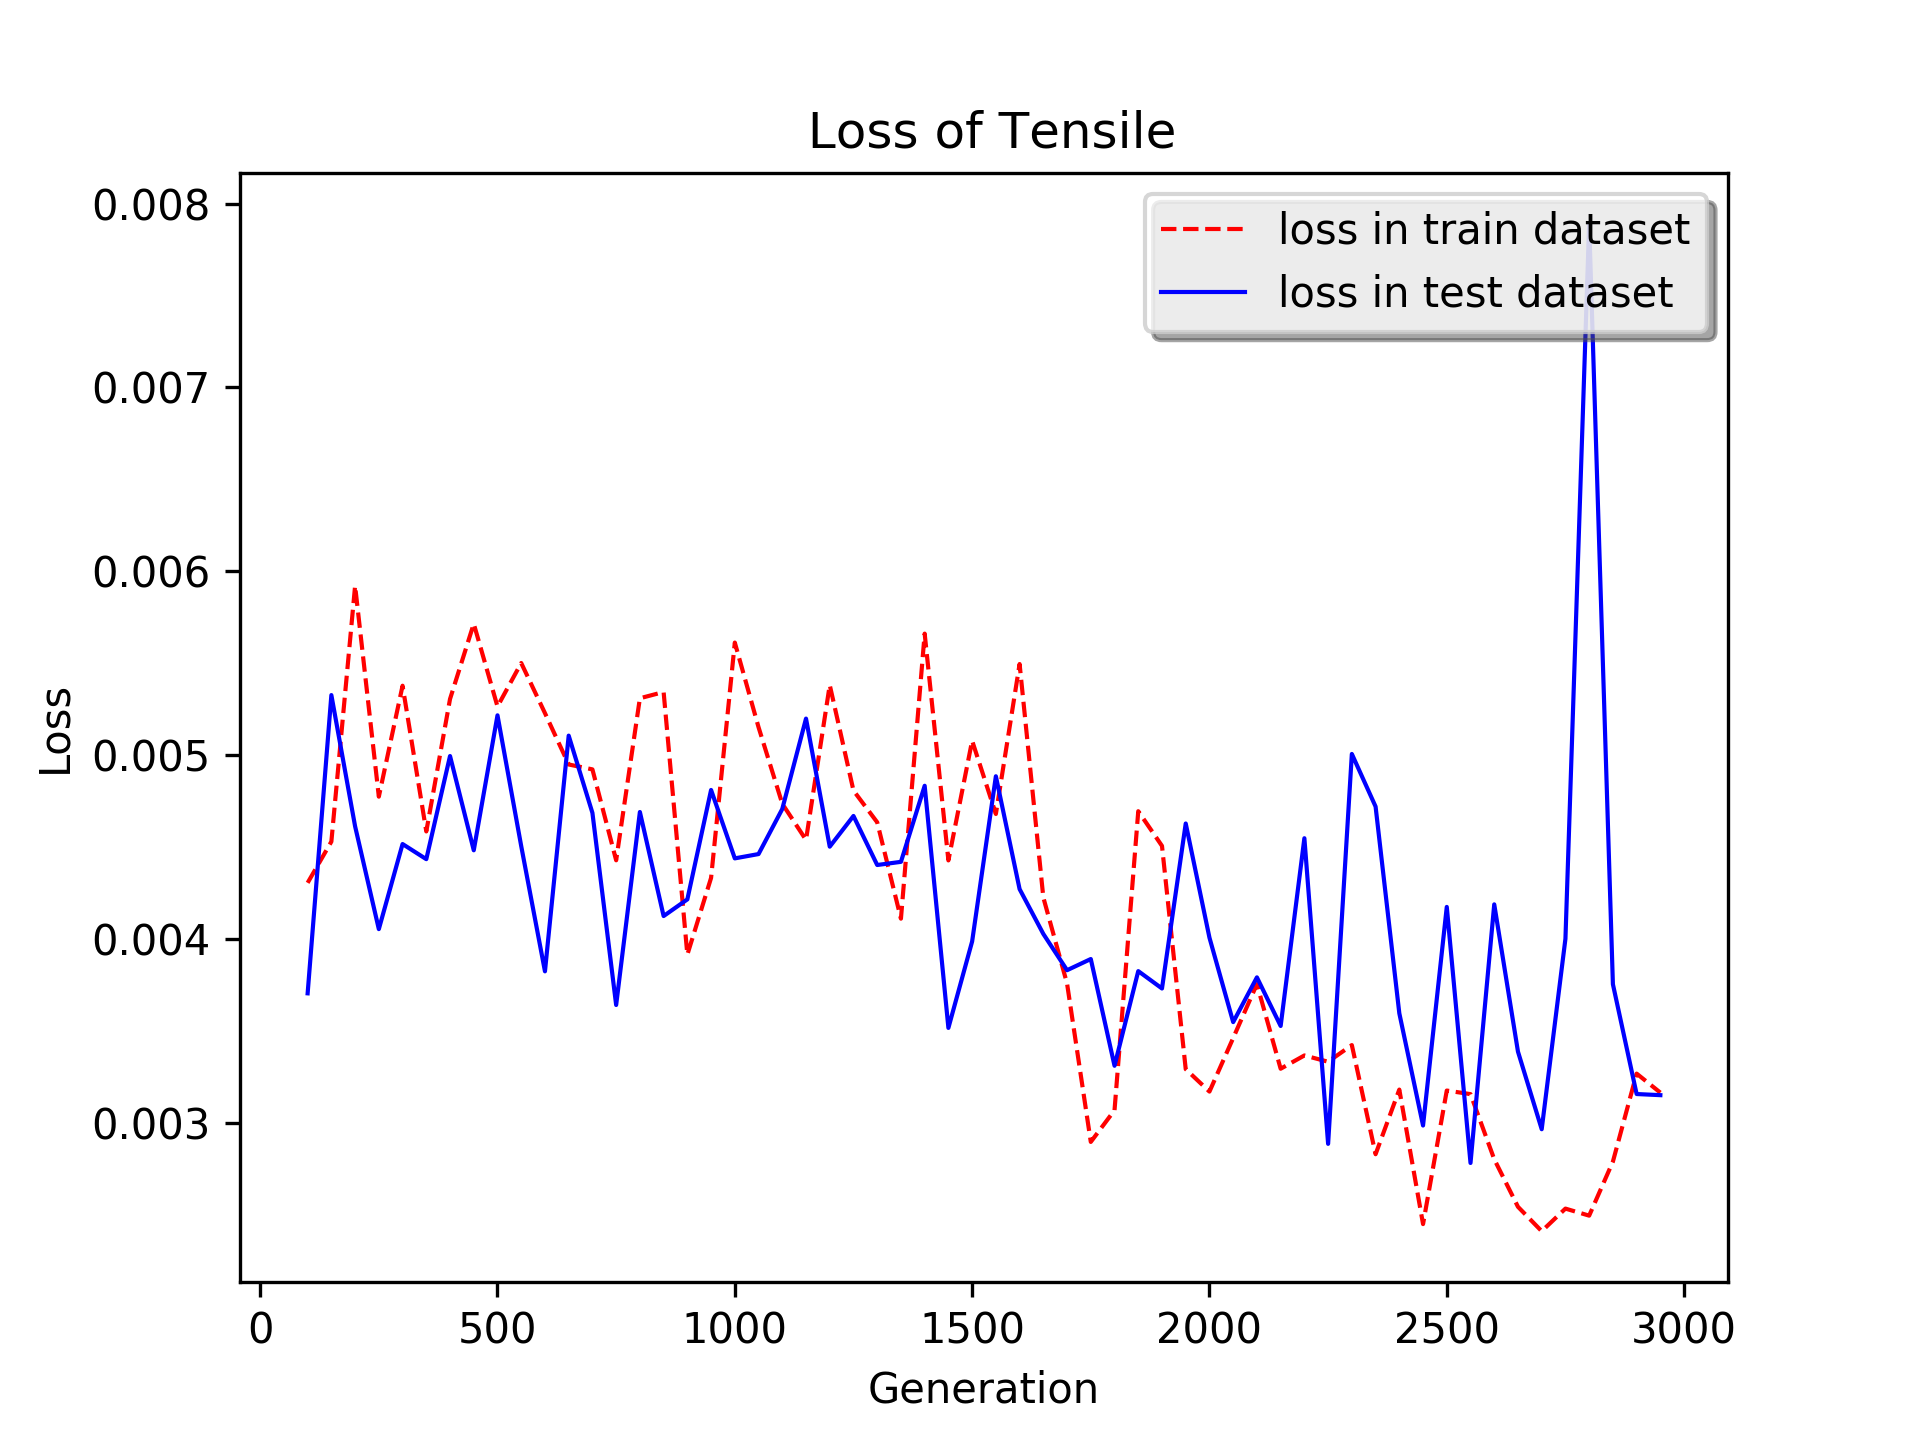 Loss of Tensile
0.008
0.007
0.006
0.005
0.004
0.003
Loss
loss in train dataset
loss in test dataset
0 500 1000 1500 2000 2500 3000
Generation